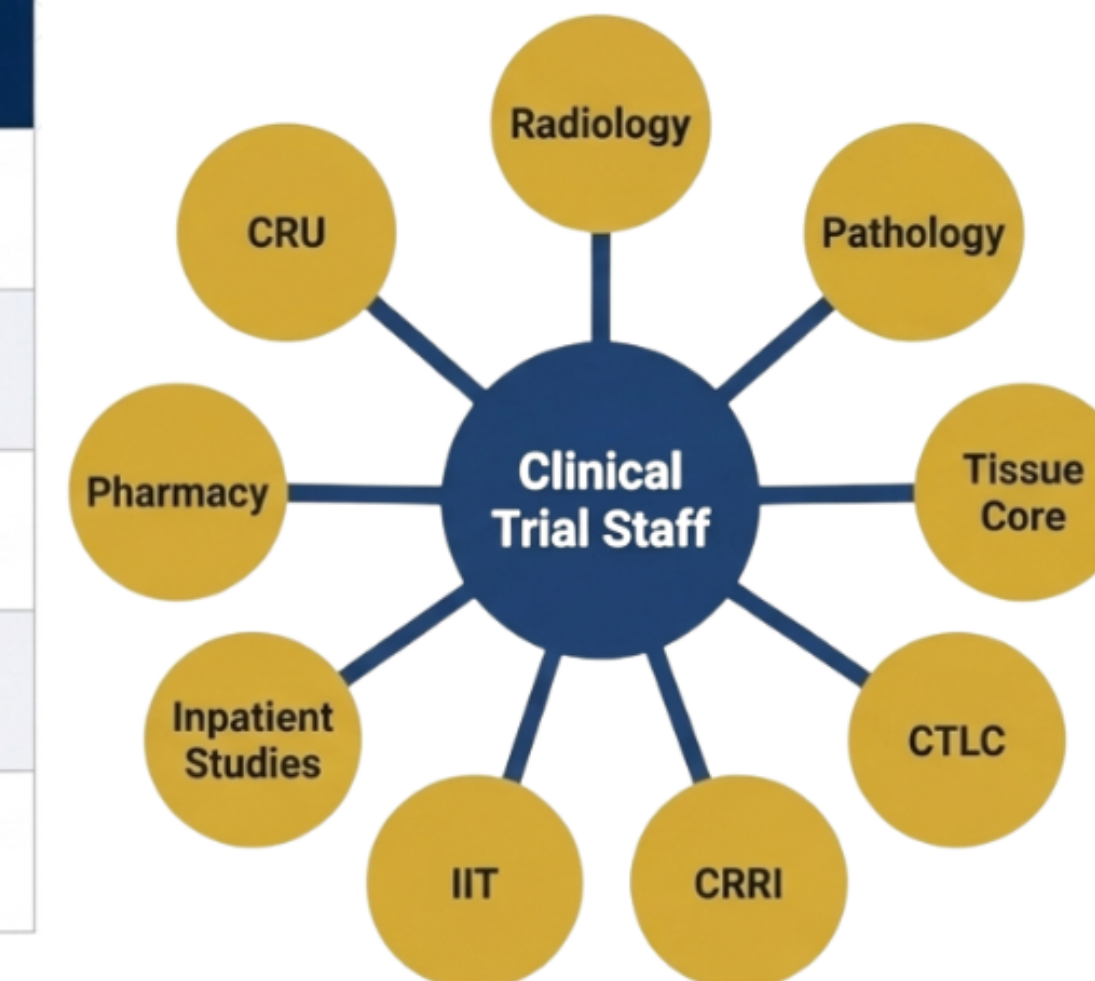 Radiology
CRU
Pathology
Pharmacy
Clinical
Trial Staff
Tissue
Core
Inpatient
Studies
CTLC
IIT
CRRI